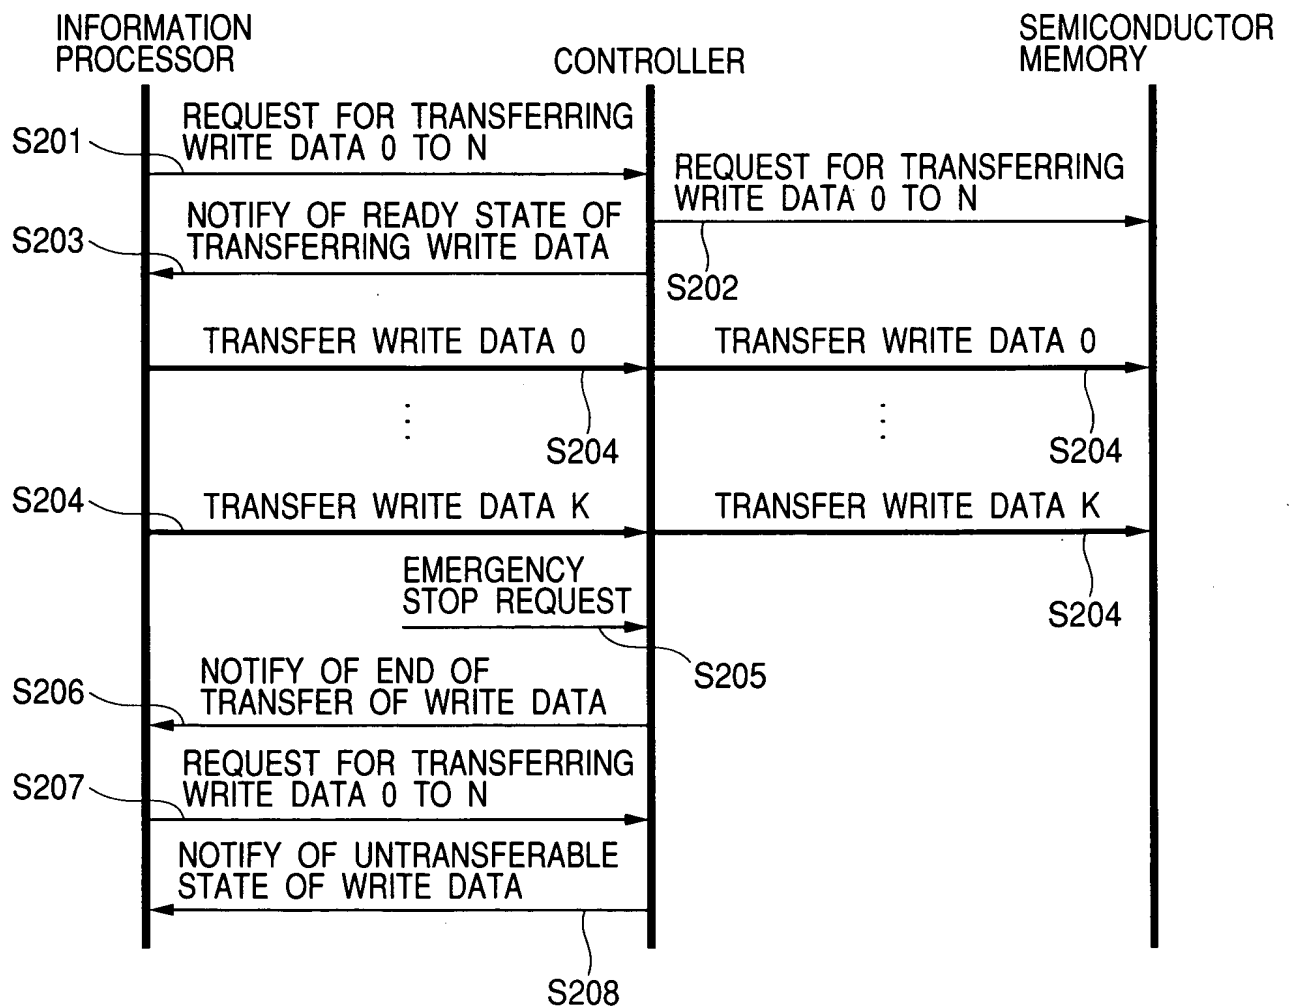 INFORMATION
PROCESSOR
CONTROLLER
SEMICONDUCTOR
MEMORY
S201
REQUEST FOR TRANSFERRING
WRITE DATA 0 TO N
REQUEST FOR TRANSFERRING
WRITE DATA 0 TO N
S202
S203
NOTIFY OF READY STATE OF
TRANSFERRING WRITE DATA
TRANSFER WRITE DATA 0
TRANSFER WRITE DATA 0
S204
S204
S204
TRANSFER WRITE DATA K
TRANSFER WRITE DATA K
S204
EMERGENCY
STOP REQUEST
S205
S206
NOTIFY OF END OF
TRANSFER OF WRITE DATA
S207
REQUEST FOR TRANSFERRING
WRITE DATA 0 TO N
NOTIFY OF UNTRANSFERABLE
STATE OF WRITE DATA
S208